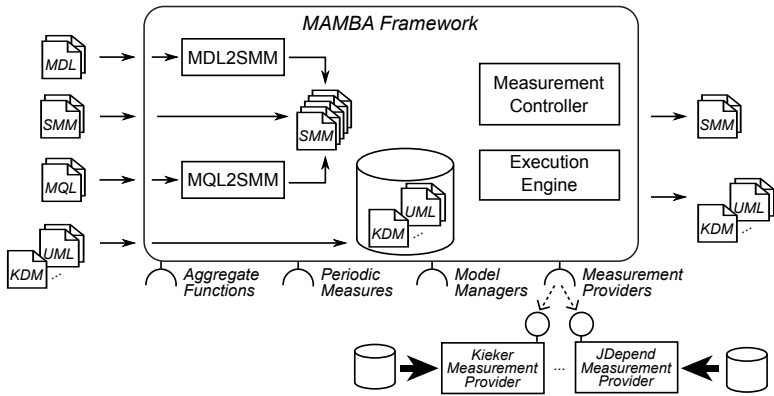 MAMBA Framework
MDL
MDL2SMM
Measurement
Controller
SMM
SMM
SMM
MQL
MQL2SMM
Execution
Engine
UML
KDM
...
UML
KDM
...
UML
KDM
...
Aggregate
Functions
Periodic
Measures
Model
Managers
Measurement
Providers
Kieker
Measurement
Provider
...
JDepend
Measurement
Provider